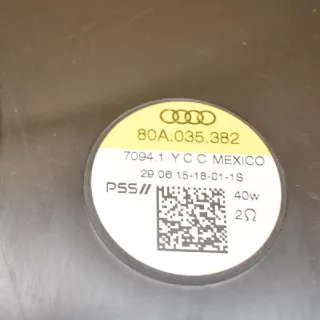 80A.035.382
7094.1 Y C C MEXICO
29.06.15-18-01-1S
PSS// 40w
2Ω